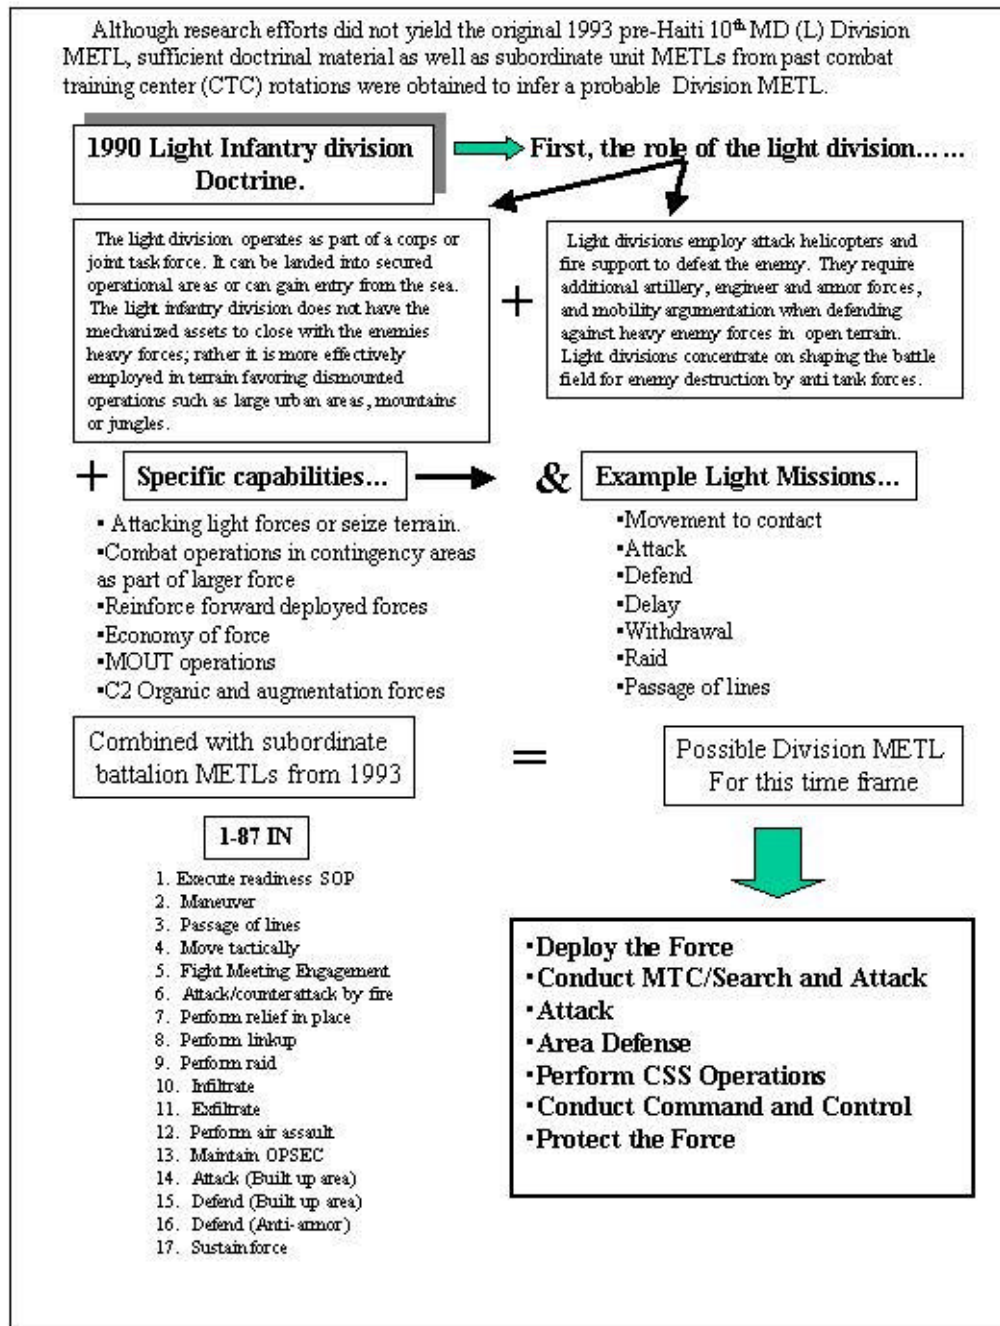 Although research efforts did not yield the original 1993 pre-Haiti 10th MD (L) Division
METL, sufficient doctrinal material as well as subordinate unit METLs from past combat
training center (CTC) rotations were obtained to infer a probable Division METL.
1990 Light Infantry division
Doctrine.
First, the role of the light division……
The light division operates as part of a corps or
joint task force. It can be landed into secured
operational areas or can gain entry from the sea.
The light infantry division does not have the
mechanized assets to close with the enemies
heavy forces; rather it is more effectively
employed in terrain favoring dismounted
operations such as large urban areas, mountains
or jungles.
+
Light divisions employ attack helicopters and
fire support to defeat the enemy. They require
additional artillery, engineer and armor forces,
and mobility argumentation when defending
against heavy enemy forces in open terrain.
Light divisions concentrate on shaping the battle
field for enemy destruction by anti tank forces.
+ Specific capabilities…
▪ Attacking light forces or seize terrain.
▪Combat operations in contingency areas
as part of larger force
▪Reinforce forward deployed forces
▪Economy of force
▪MOUT operations
▪C2 Organic and augmentation forces
& Example Light Missions…
▪Movement to contact
▪Attack
▪Defend
▪Delay
▪Withdrawal
▪Raid
▪Passage of lines
Combined with subordinate
battalion METLs from 1993
=
Possible Division METL
For this time frame
1-87 IN
1. Execute readiness SOP
2. Maneuver
3. Passage of lines
4. Move tactically
5. Fight Meeting Engagement
6. Attack/counterattack by fire
7. Perform relief in place
8. Perform linkup
9. Perform raid
10. Infiltrate
11. Exfiltrate
12. Perform air assault
13. Maintain OPSEC
14. Attack (Built up area)
15. Defend (Built up area)
16. Defend (Anti-armor)
17. Sustain force
·Deploy the Force
·Conduct MTC/Search and Attack
·Attack
·Area Defense
·Perform CSS Operations
·Conduct Command and Control
·Protect the Force